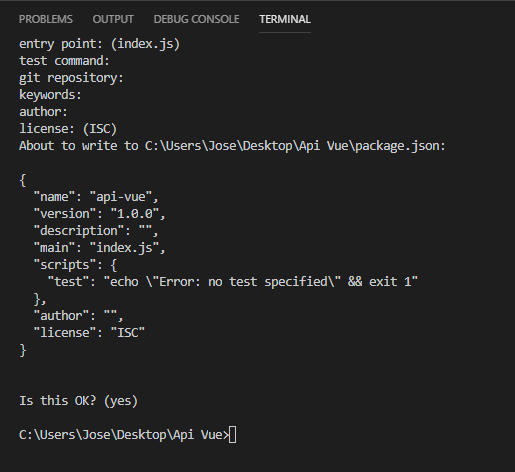 PROBLEMS OUTPUT DEBUG CONSOLE TERMINAL
entry point: (index.js)
test command:
git repository:
keywords:
author:
license: (ISC)
About to write to C:\Users\Jose\Desktop\Api Vue\package.json:
{
  "name": "api-vue",
  "version": "1.0.0",
  "description": "",
  "main": "index.js",
  "scripts": {
    "test": "echo \"Error: no test specified\" && exit 1"
  },
  "author": "",
  "license": "ISC"
}
Is this OK? (yes)
C:\Users\Jose\Desktop\Api Vue>